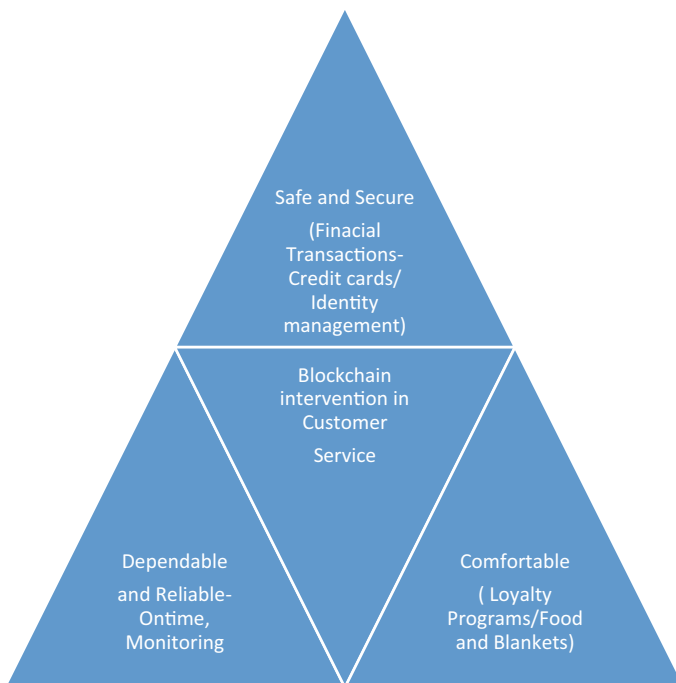 Safe and Secure
(Finacial
Transactions-
Credit cards/
Identity
management)
Blockchain
intervention in
Customer
Service
Dependable
and Reliable-
Ontime,
Monitoring
Comfortable
( Loyalty
Programs/Food
and Blankets)